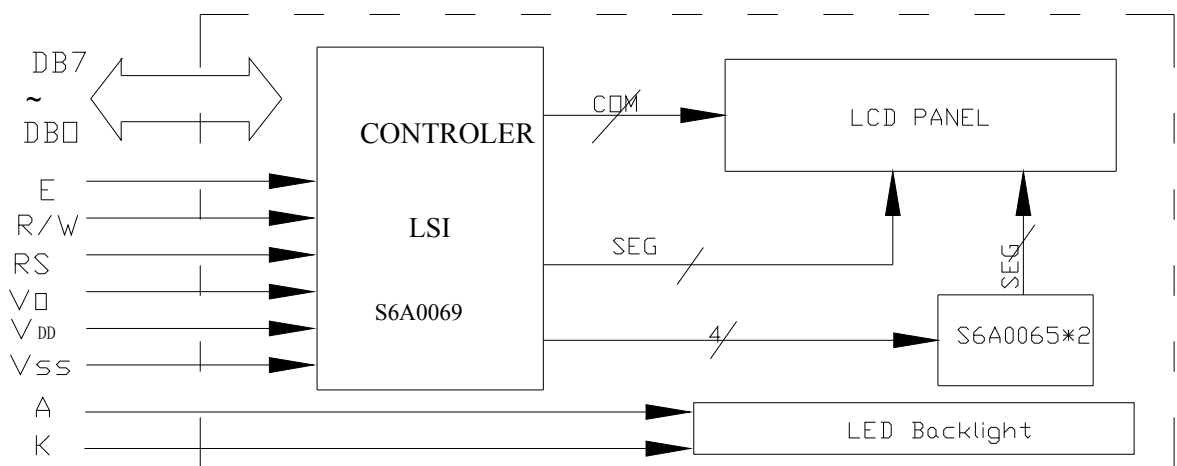 DB7
~
DB0
E
R/W
RS
V0
VDD
Vss
A
K
CONTROLER
LSI
S6A0069
COM
SEG
4
SEG
LCD PANEL
S6A0065*2
LED Backlight